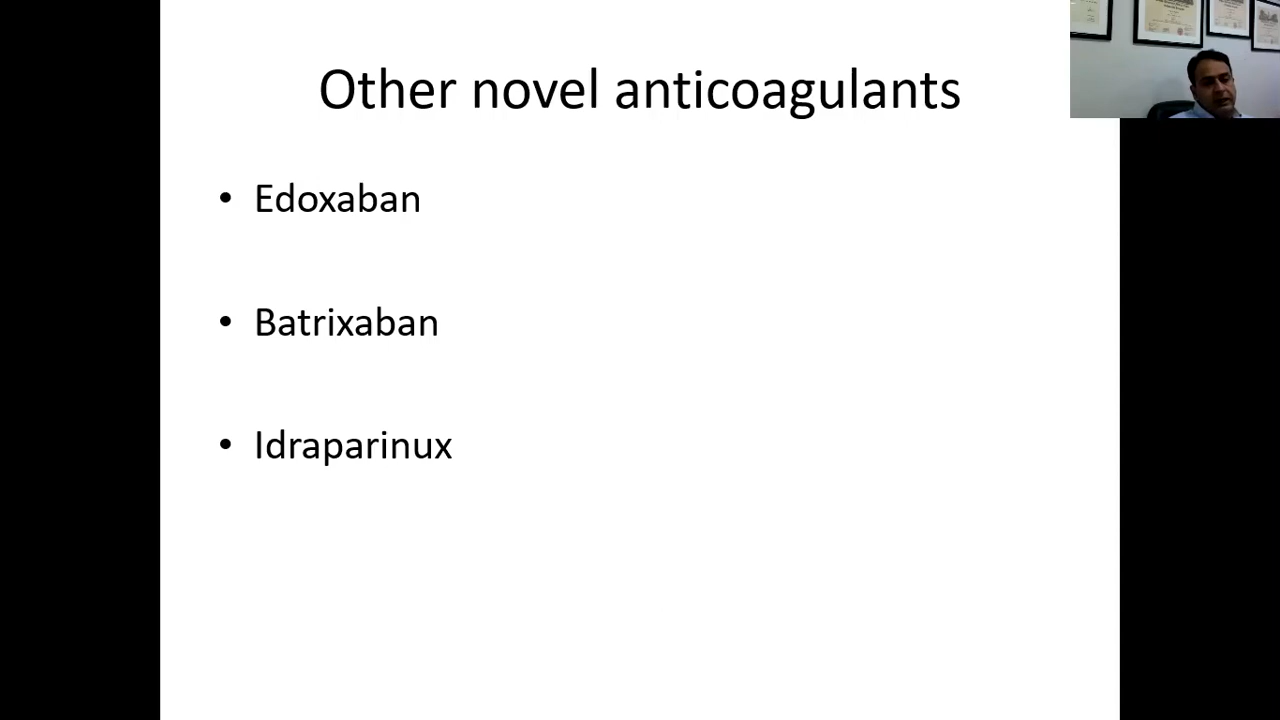 Other novel anticoagulants
• Edoxaban
• Batrixaban
• Idraparinux